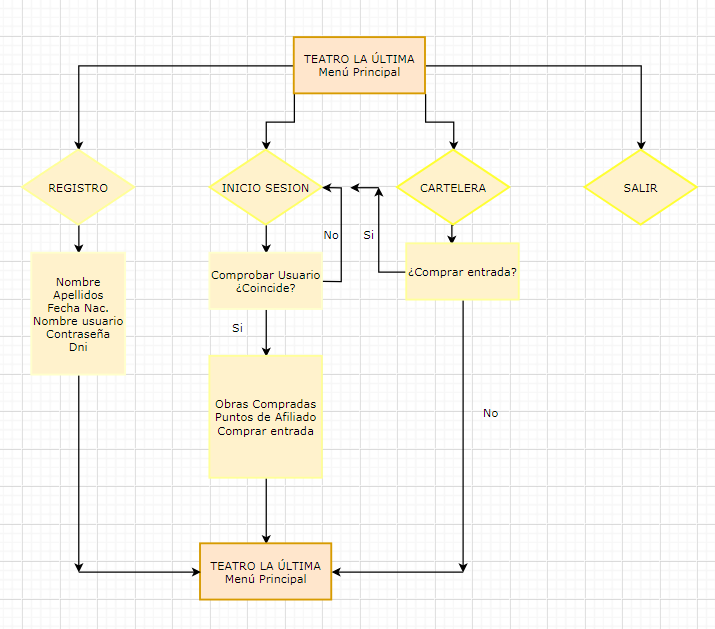 TEATRO LA ÚLTIMA
Menú Principal
REGISTRO
INICIO SESION
CARTELERA
SALIR
No
Si
Nombre
Apellidos
Fecha Nac.
Nombre usuario
Contraseña
Dni
Comprobar Usuario
¿Coincide?
¿Comprar entrada?
Si
Obras Compradas
Puntos de Afiliado
Comprar entrada
No
TEATRO LA ÚLTIMA
Menú Principal